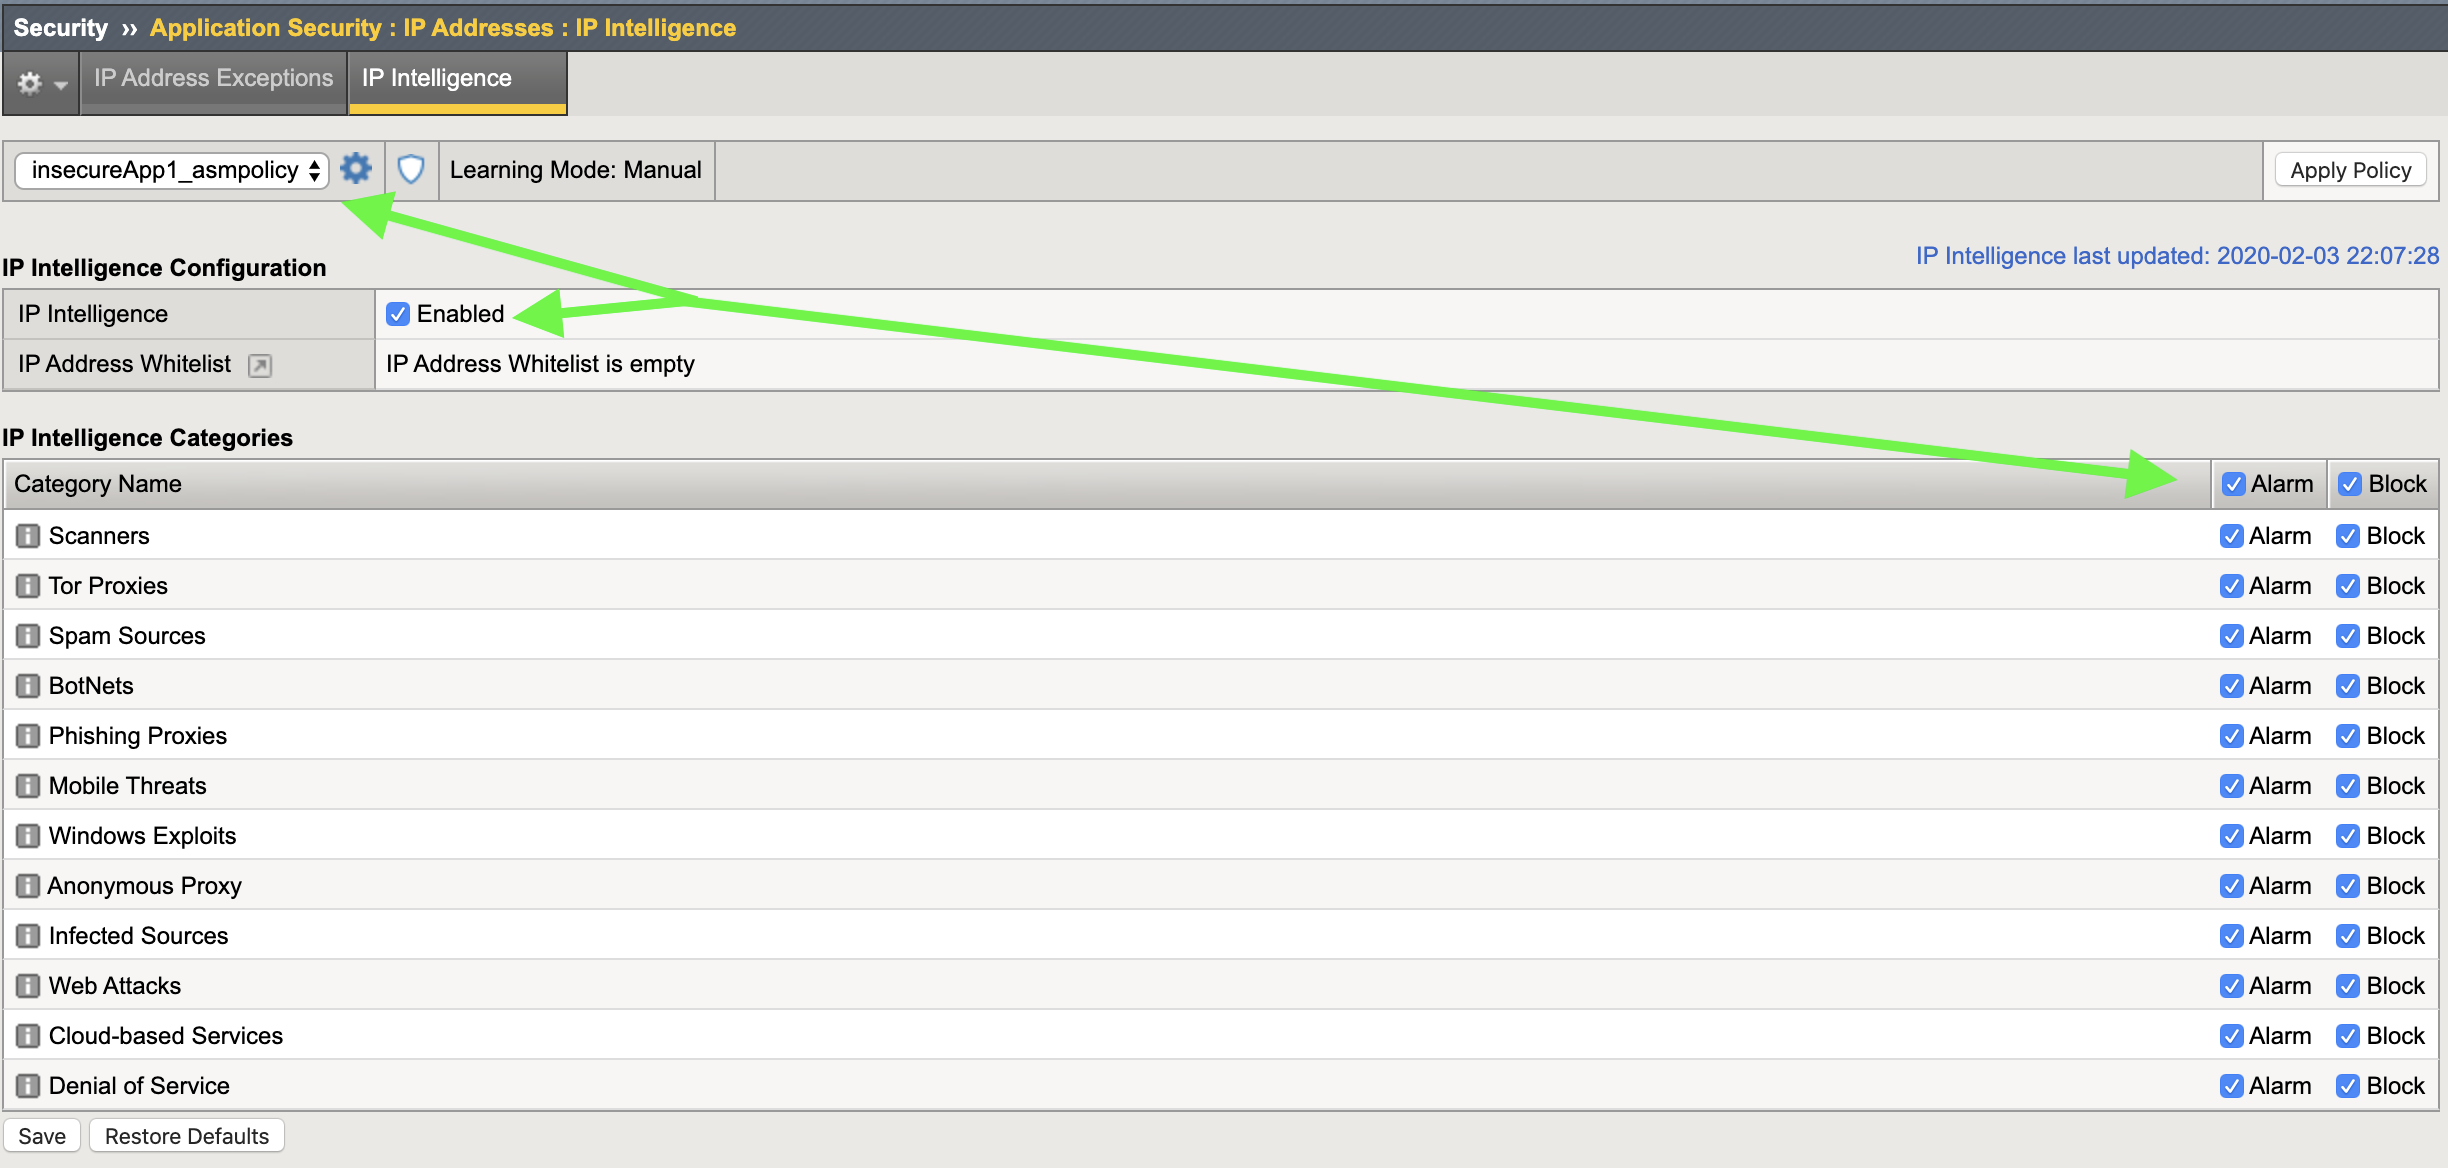 Security ›› Application Security : IP Addresses : IP Intelligence
IP Address Exceptions IP Intelligence
insecureApp1_asmpolicy Learning Mode: Manual Apply Policy
IP Intelligence last updated: 2020-02-03 22:07:28
IP Intelligence Configuration
IP Intelligence Enabled
IP Address Whitelist IP Address Whitelist is empty
IP Intelligence Categories
Category Name Alarm Block
Scanners Alarm Block
Tor Proxies Alarm Block
Spam Sources Alarm Block
BotNets Alarm Block
Phishing Proxies Alarm Block
Mobile Threats Alarm Block
Windows Exploits Alarm Block
Anonymous Proxy Alarm Block
Infected Sources Alarm Block
Web Attacks Alarm Block
Cloud-based Services Alarm Block
Denial of Service Alarm Block
Save Restore Defaults